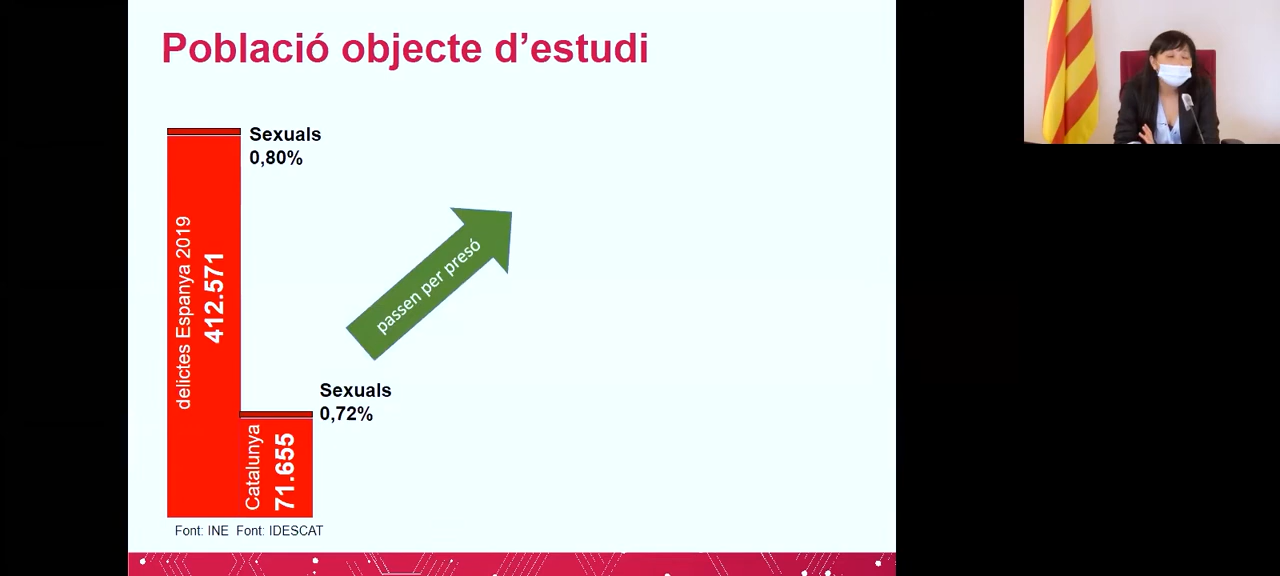 Població objecte d’estudi
Sexuals
0,80%
delictes Espanya 2019
412.571
passen per presó
Sexuals
0,72%
Catalunya
71.655
Font: INE Font: IDESCAT